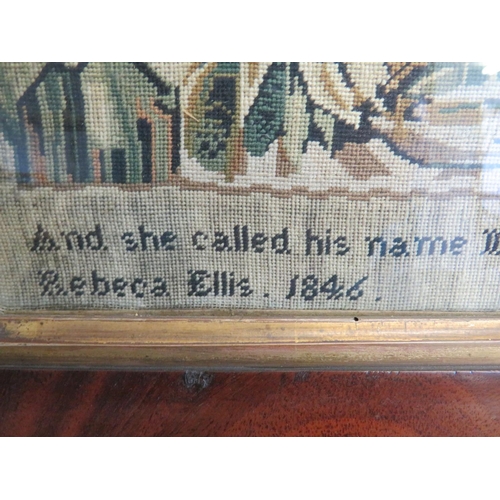 And she called his name
Rebeca Ellis. 1846.